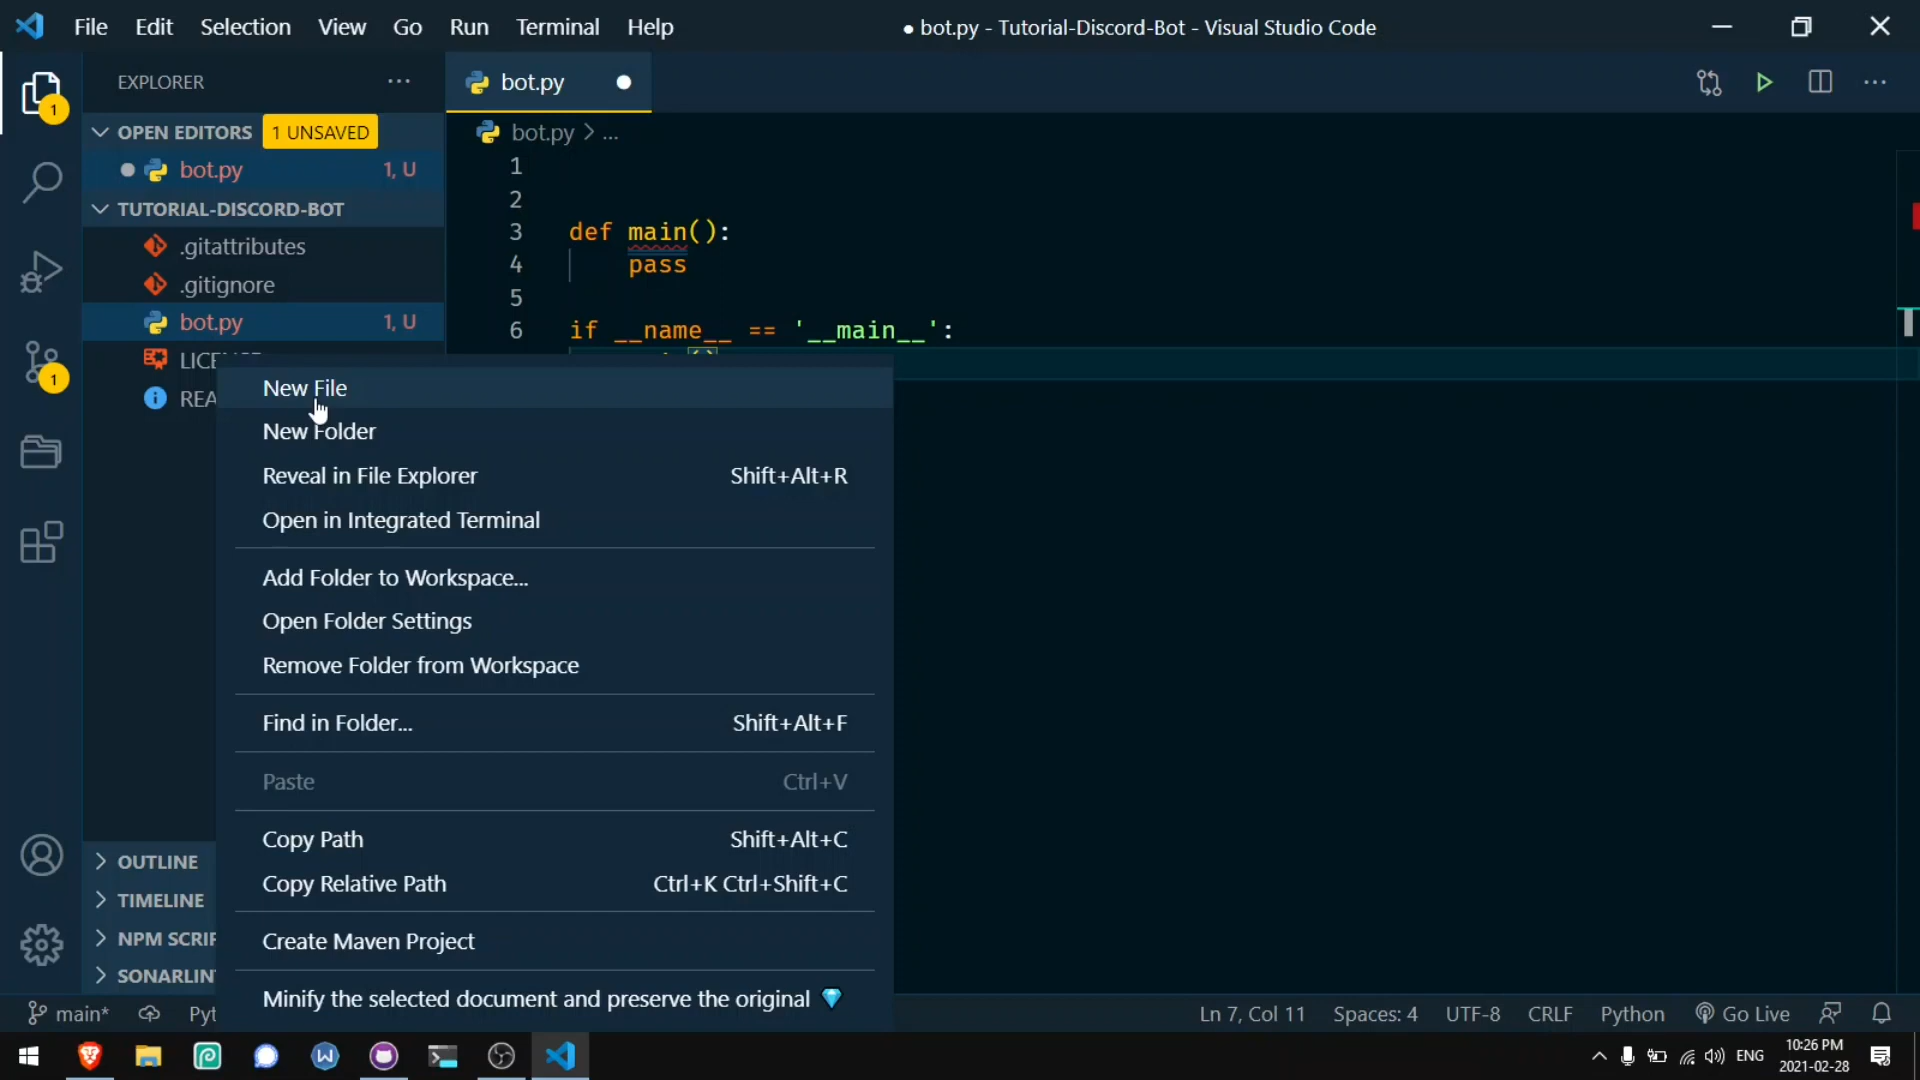 File Edit Selection View Go Run Terminal Help
● bot.py - Tutorial-Discord-Bot - Visual Studio Code
EXPLORER
bot.py
1
OPEN EDITORS 1 UNSAVED
bot.py > ...
bot.py 1, U
TUTORIAL-DISCORD-BOT
.gitattributes
.gitignore
bot.py 1, U
1
2
3 def main():
4 pass
5
6 if __name__ == '__main__':
1
New File
New Folder
Reveal in File Explorer Shift+Alt+R
Open in Integrated Terminal
Add Folder to Workspace...
Open Folder Settings
Remove Folder from Workspace
Find in Folder... Shift+Alt+F
Paste Ctrl+V
Copy Path Shift+Alt+C
Copy Relative Path Ctrl+K Ctrl+Shift+C
Create Maven Project
Minify the selected document and preserve the original
OUTLINE
TIMELINE
NPM SCRIP
SONARLIN
main* Pyt
Ln 7, Col 11 Spaces: 4 UTF-8 CRLF Python Go Live
ENG 10:26 PM
2021-02-28